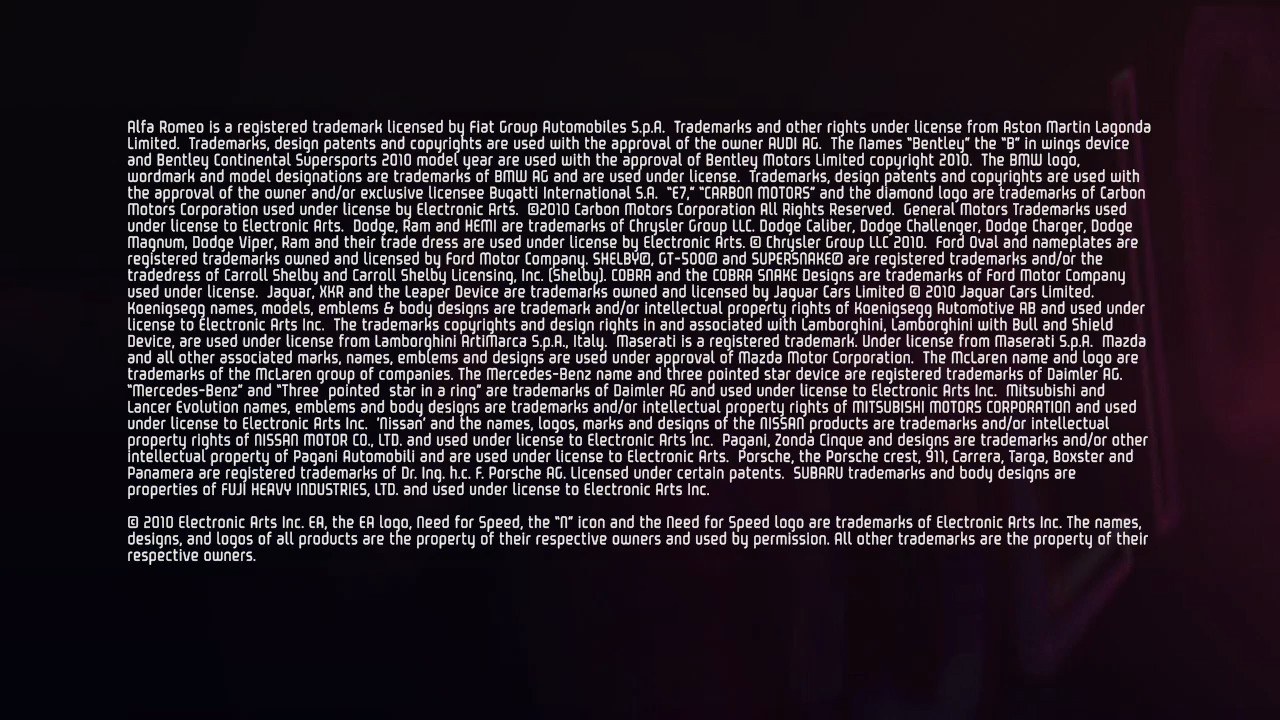 Alfa Romeo is a registered trademark licensed by Fiat Group Automobiles S.p.A.  Trademarks and other rights under license from Aston Martin Lagonda
Limited.  Trademarks, design patents and copyrights are used with the approval of the owner AUDI AG.  The Names "Bentley" the "B" in wings device
and Bentley Continental Supersports 2010 model year are used with the approval of Bentley Motors Limited copyright 2010.  The BMW logo,
wordmark and model designations are trademarks of BMW AG and are used under license.  Trademarks, design patents and copyrights are used with
the approval of the owner and/or exclusive licensee Bugatti International S.A.  "E7," "CARBON MOTORS" and the diamond logo are trademarks of Carbon
Motors Corporation used under license by Electronic Arts.  ©2010 Carbon Motors Corporation All Rights Reserved.  General Motors Trademarks used
under license to Electronic Arts.  Dodge, Ram and HEMI are trademarks of Chrysler Group LLC. Dodge Caliber, Dodge Challenger, Dodge Charger, Dodge
Magnum, Dodge Viper, Ram and their trade dress are used under license by Electronic Arts. © Chrysler Group LLC 2010.  Ford Oval and nameplates are
registered trademarks owned and licensed by Ford Motor Company. SHELBY©, GT-500© and SUPERSNAKE© are registered trademarks and/or the
tradedress of Carroll Shelby and Carroll Shelby Licensing, Inc. (Shelby). COBRA and the COBRA SNAKE Designs are trademarks of Ford Motor Company
used under license.  Jaguar, XKR and the Leaper Device are trademarks owned and licensed by Jaguar Cars Limited © 2010 Jaguar Cars Limited.
Koenigsegg names, models, emblems & body designs are trademark and/or intellectual property rights of Koenigsegg Automotive AB and used under
license to Electronic Arts Inc.  The trademarks copyrights and design rights in and associated with Lamborghini, Lamborghini with Bull and Shield
Device, are used under license from Lamborghini ArtiMarca S.p.A., Italy.  Maserati is a registered trademark. Under license from Maserati S.p.A.  Mazda
and all other associated marks, names, emblems and designs are used under approval of Mazda Motor Corporation.  The McLaren name and logo are
trademarks of the McLaren group of companies. The Mercedes-Benz name and three pointed star device are registered trademarks of Daimler AG.
"Mercedes-Benz" and "Three  pointed  star in a ring" are trademarks of Daimler AG and used under license to Electronic Arts Inc.  Mitsubishi and
Lancer Evolution names, emblems and body designs are trademarks and/or intellectual property rights of MITSUBISHI MOTORS CORPORATION and used
under license to Electronic Arts Inc.  'Nissan' and the names, logos, marks and designs of the NISSAN products are trademarks and/or intellectual
property rights of NISSAN MOTOR CO., LTD. and used under license to Electronic Arts Inc.  Pagani, Zonda Cinque and designs are trademarks and/or other
intellectual property of Pagani Automobili and are used under license to Electronic Arts.  Porsche, the Porsche crest, 911, Carrera, Targa, Boxster and
Panamera are registered trademarks of Dr. Ing. h.c. F. Porsche AG. Licensed under certain patents.  SUBARU trademarks and body designs are
properties of FUJI HEAVY INDUSTRIES, LTD. and used under license to Electronic Arts Inc.
© 2010 Electronic Arts Inc. EA, the EA logo, Need for Speed, the "N" icon and the Need for Speed logo are trademarks of Electronic Arts Inc. The names,
designs, and logos of all products are the property of their respective owners and used by permission. All other trademarks are the property of their
respective owners.